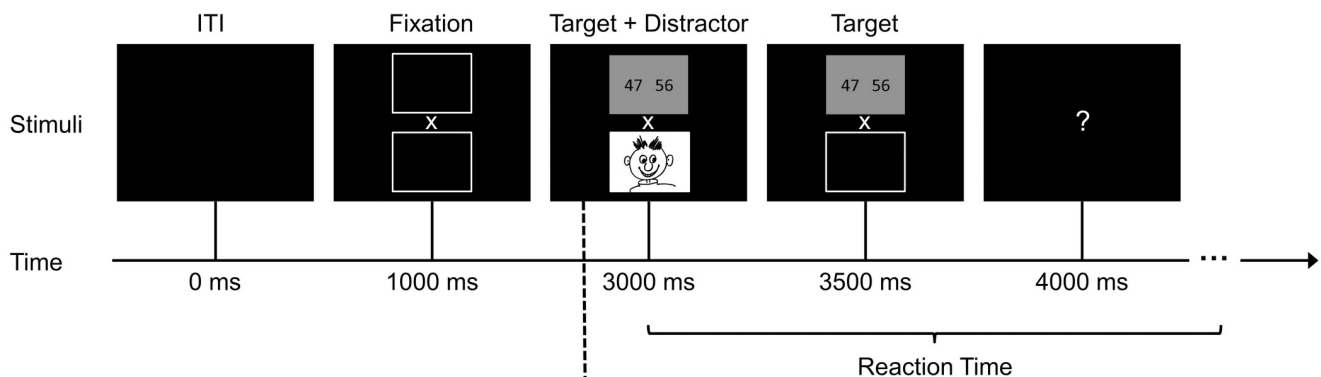 ITI
Fixation
Target + Distractor
Target
Stimuli
x
47 56
x
47 56
x
?
Time
...
0 ms
1000 ms
3000 ms
3500 ms
4000 ms
Reaction Time